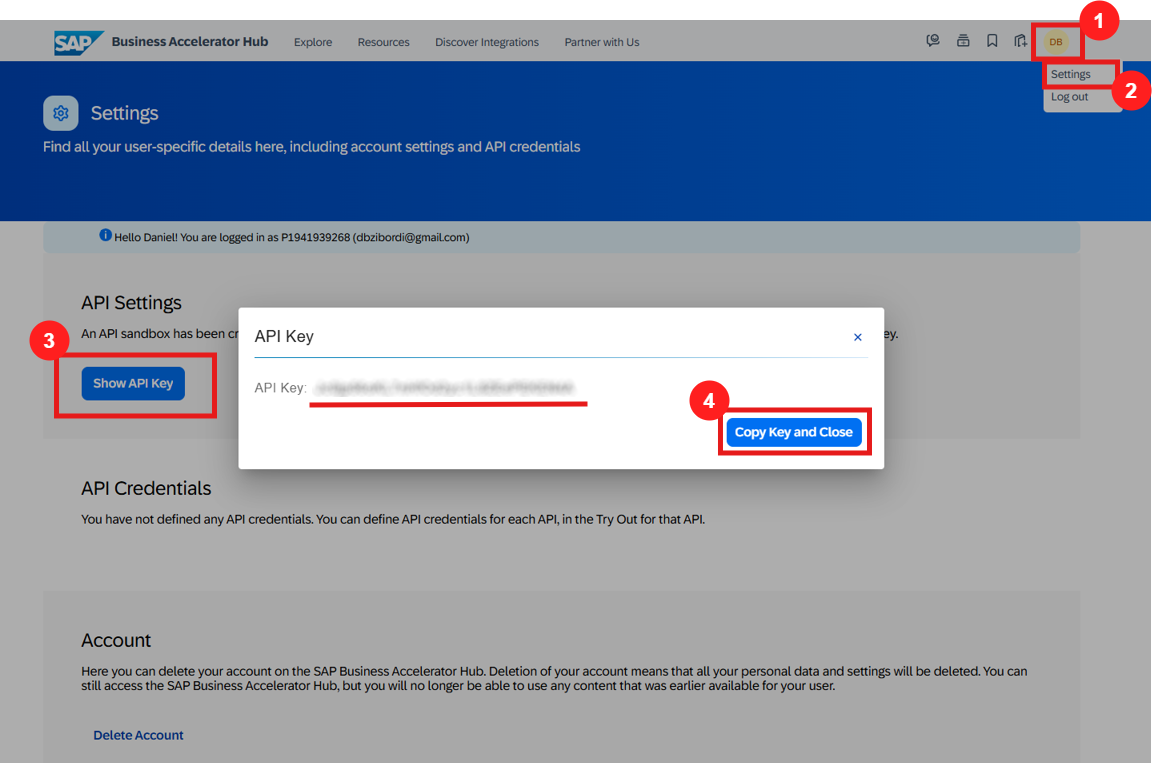 1
SAP Business Accelerator Hub Explore Resources Discover Integrations Partner with Us DB
Settings
2
Log out
Settings
Find all your user-specific details here, including account settings and API credentials
Hello Daniel! You are logged in as P1941939268 (dbzibordi@gmail.com)
API Settings
An API sandbox has been cr ey.
3
Show API Key
API Key
×
API Key:
4
Copy Key and Close
API Credentials
You have not defined any API credentials. You can define API credentials for each API, in the Try Out for that API.
Account
Here you can delete your account on the SAP Business Accelerator Hub. Deletion of your account means that all your personal data and settings will be deleted. You can
still access the SAP Business Accelerator Hub, but you will no longer be able to use any content that was earlier available for your user.
Delete Account